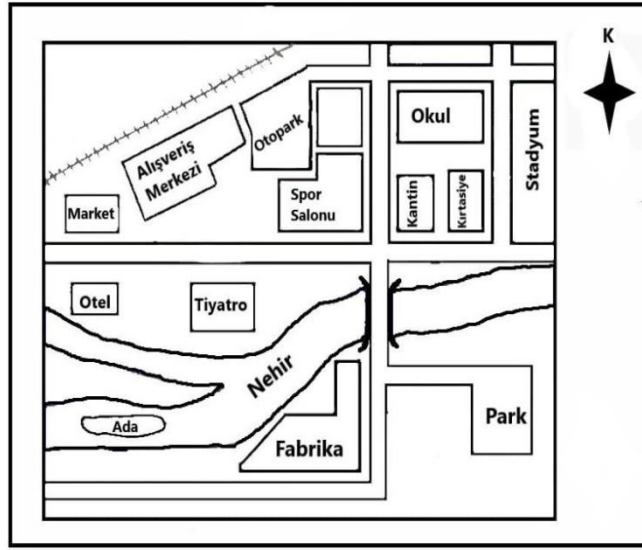 K
Okul
Otopark
Alışveriş
Merkezi
Stadyum
Kantin
Kırtasiye
Spor
Salonu
Market
Otel
Tiyatro
Nehir
Park
Ada
Fabrika